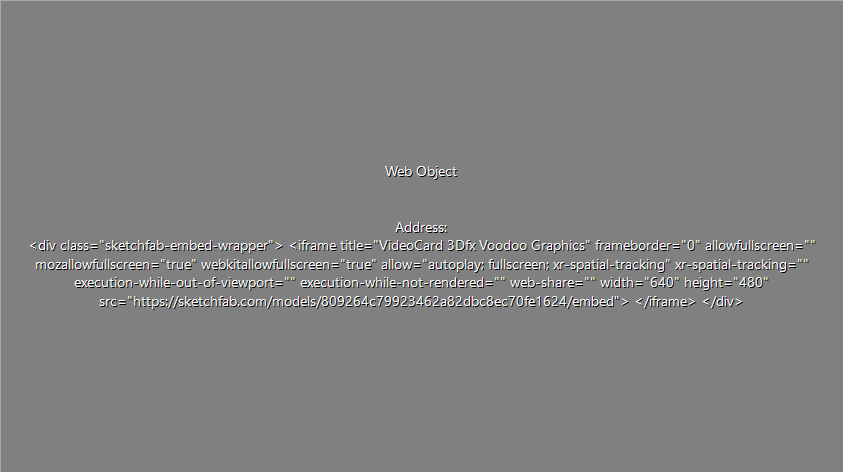 Web Object
Address:
<div class="sketchfab-embed-wrapper"> <iframe title="VideoCard 3Dfx Voodoo Graphics" frameborder="0" allowfullscreen=""
mozallowfullscreen="true" webkitallowfullscreen="true" allow="autoplay; fullscreen; xr-spatial-tracking" xr-spatial-tracking=""
execution-while-out-of-viewport="" execution-while-not-rendered="" web-share="" width="640" height="480"
src="https://sketchfab.com/models/809264c79923462a82dbc8ec70fe1624/embed"> </iframe> </div>